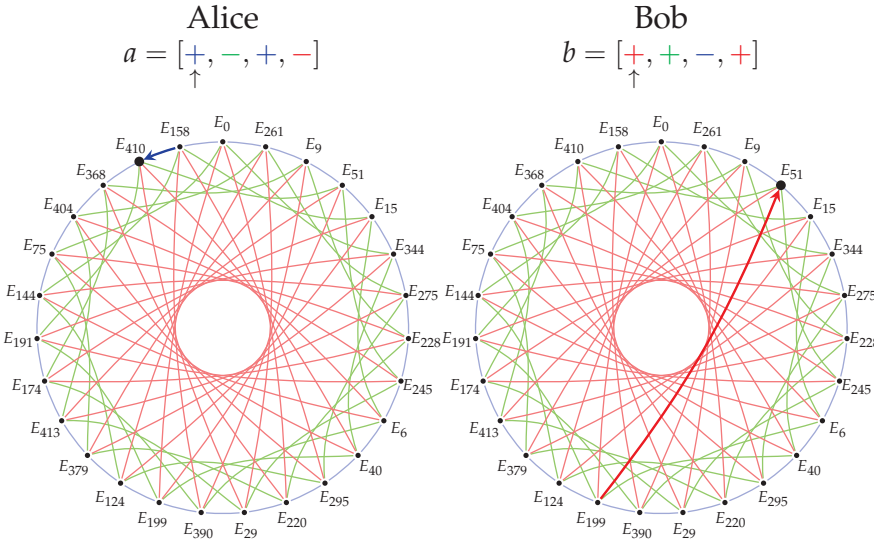 Alice
a = [+, −, +, −]
↑
E₁₅₈ E₀ E₂₆₁
E₄₁₀ E₉
E₃₆₈ E₅₁
E₄₀₄ E₁₅
E₇₅ E₃₄₄
E₁₄₄ E₂₇₅
E₁₉₁ E₂₂₈
E₁₇₄ E₂₄₅
E₄₁₃ E₆
E₃₇₉ E₄₀
E₁₂₄ E₂₉₅
E₁₉₉ E₂₂₀
E₃₉₀ E₂₉
Bob
b = [+, +, −, +]
↑
E₁₅₈ E₀ E₂₆₁
E₄₁₀ E₉
E₃₆₈ E₅₁
E₄₀₄ E₁₅
E₇₅ E₃₄₄
E₁₄₄ E₂₇₅
E₁₉₁ E₂₂₈
E₁₇₄ E₂₄₅
E₄₁₃ E₆
E₃₇₉ E₄₀
E₁₂₄ E₂₉₅
E₁₉₉ E₂₂₀
E₃₉₀ E₂₉